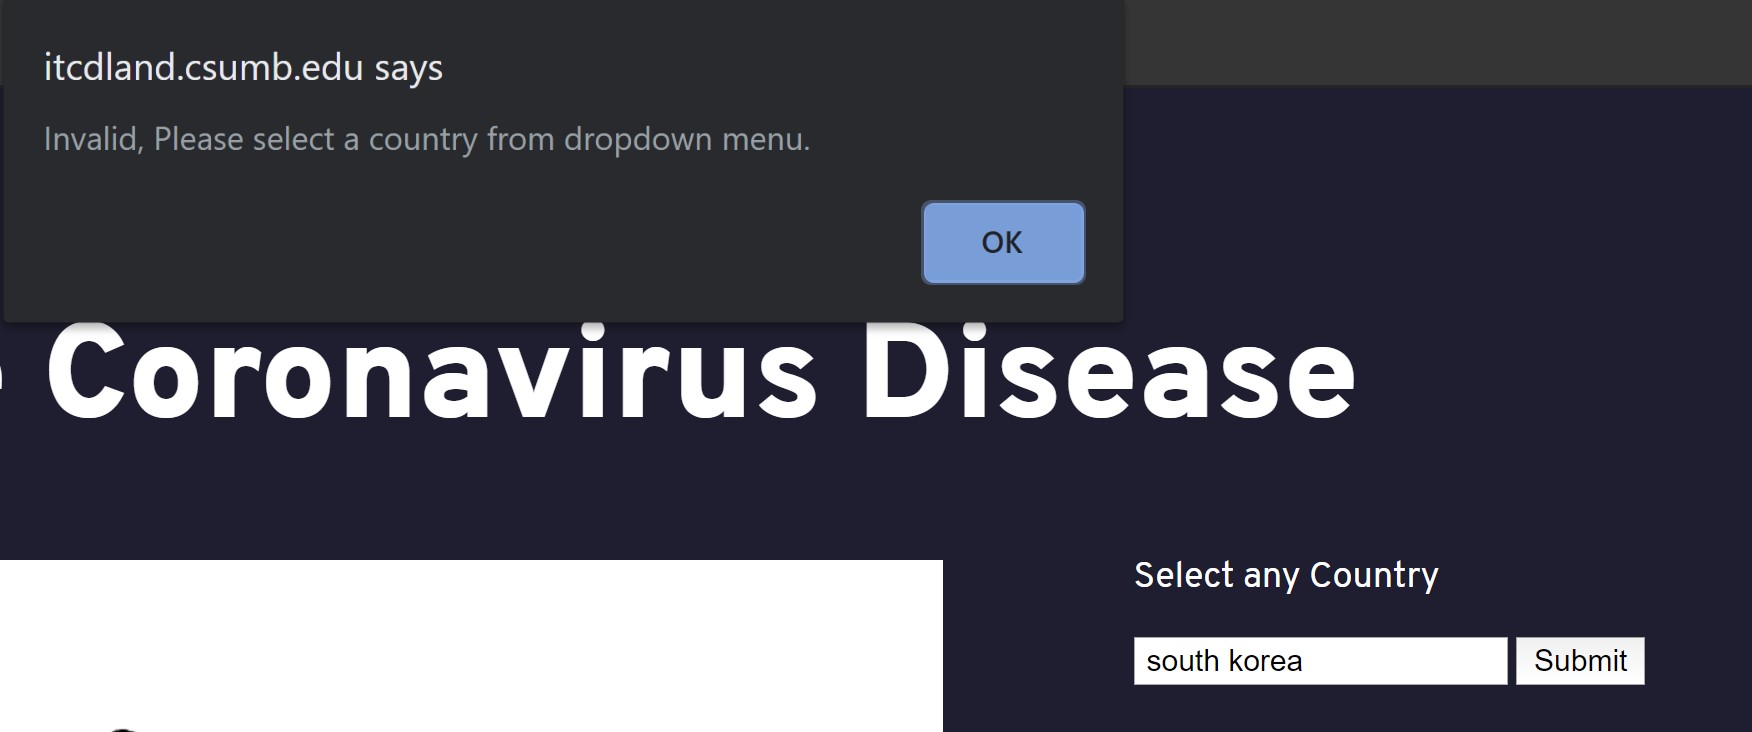 itcdland.csumb.edu says
Invalid, Please select a country from dropdown menu.
OK
Coronavirus Disease
Select any Country
south korea
Submit